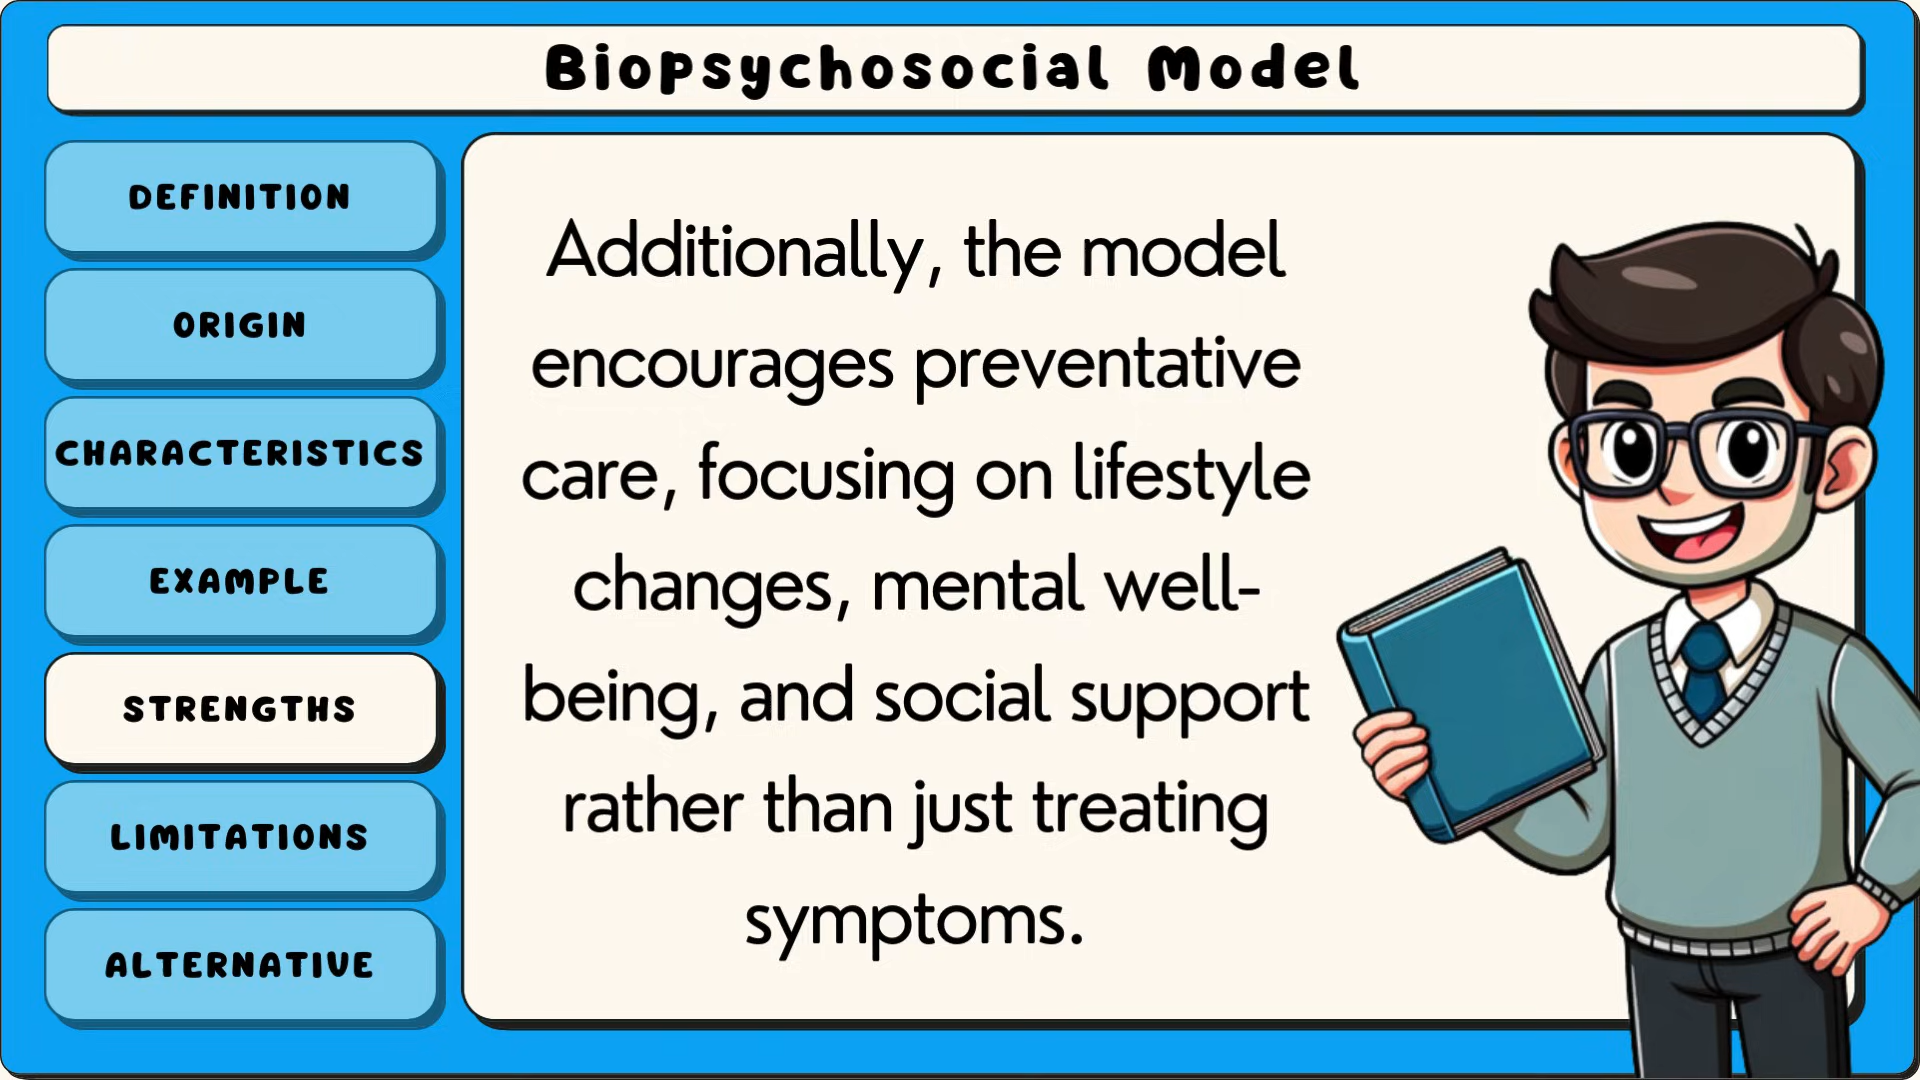 Biopsychosocial Model
DEFINITION
ORIGIN
CHARACTERISTICS
EXAMPLE
STRENGTHS
LIMITATIONS
ALTERNATIVE
Additionally, the model
encourages preventative
care, focusing on lifestyle
changes, mental well-
being, and social support
rather than just treating
symptoms.